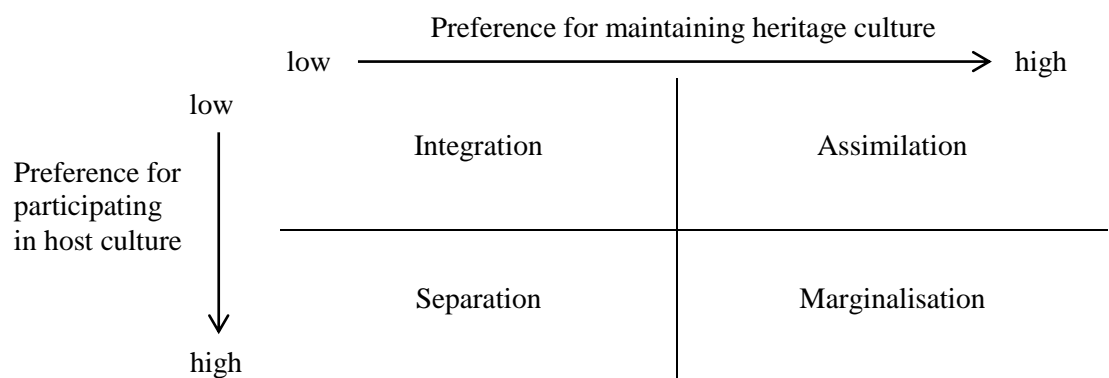 Preference for maintaining heritage culture
low
high
low
Integration
Assimilation
Preference for
participating
in host culture
Separation
Marginalisation
high